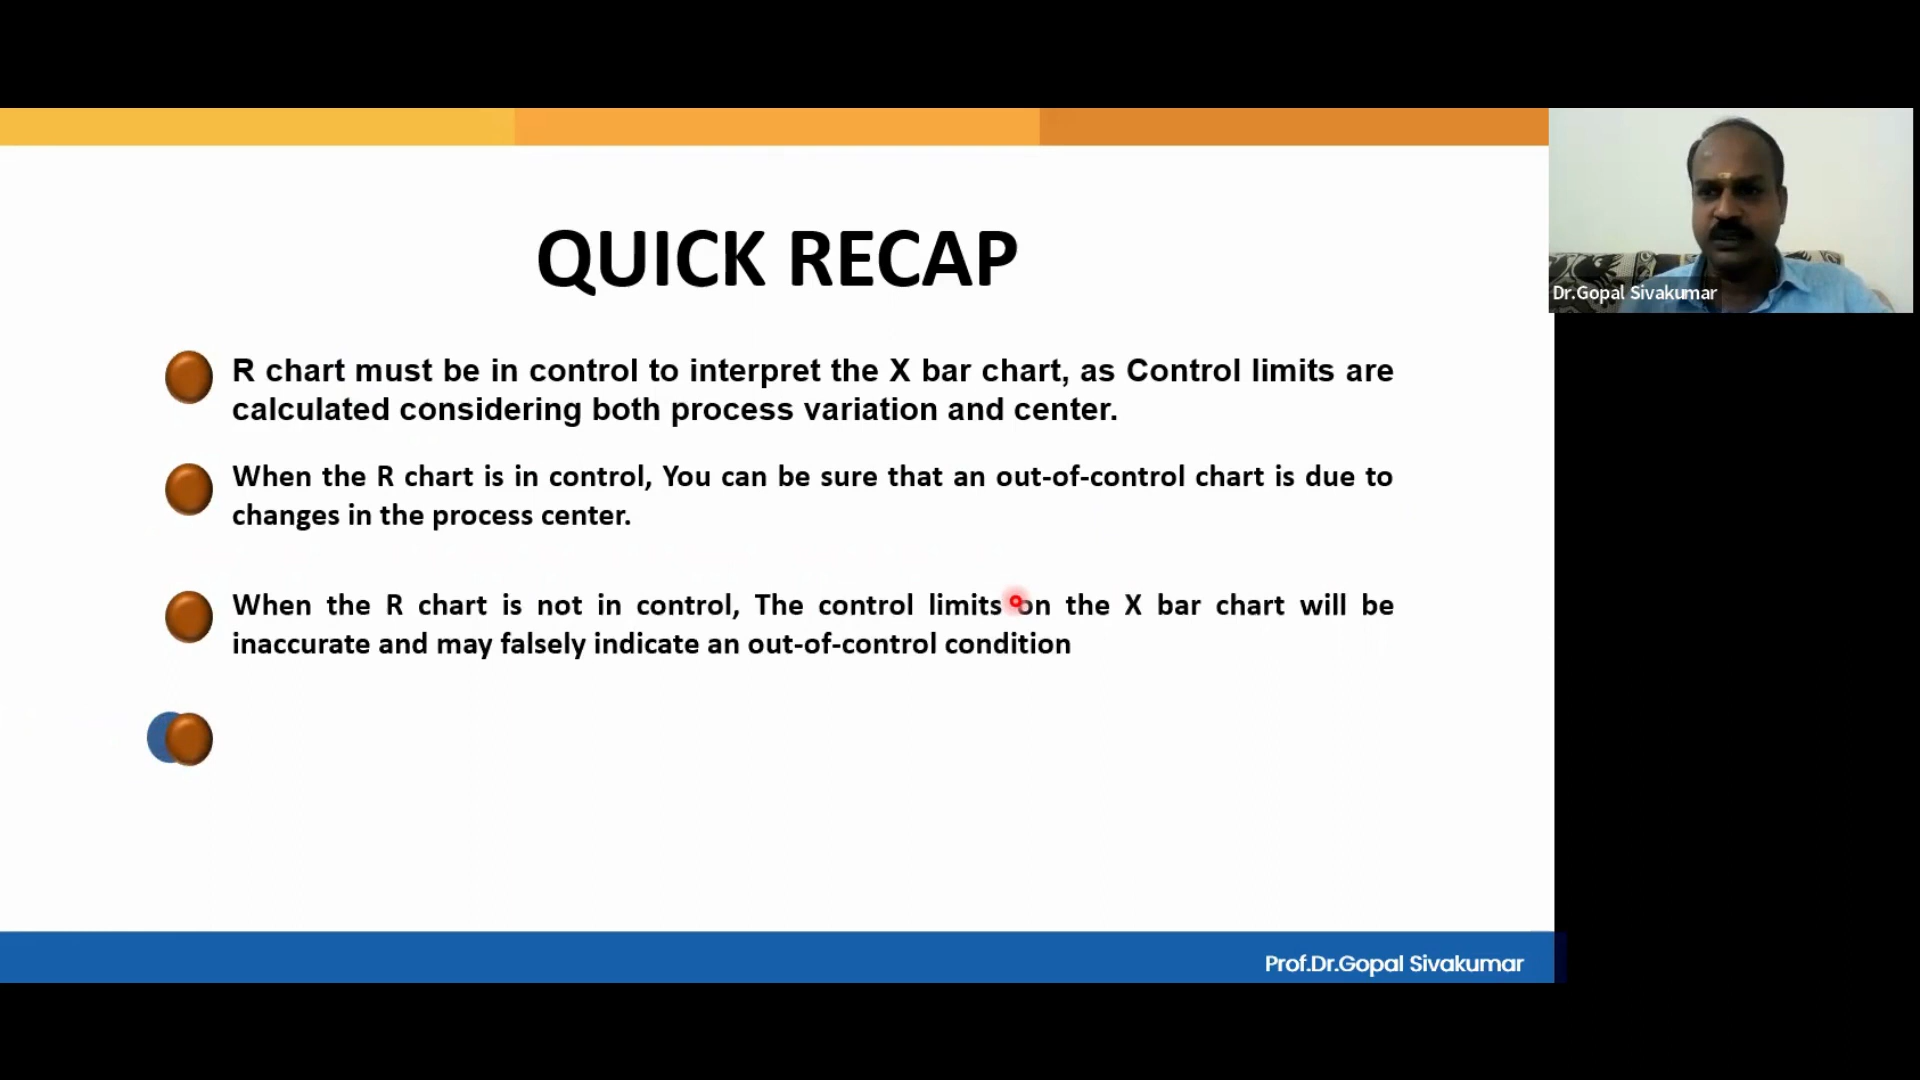 QUICK RECAP
R chart must be in control to interpret the X bar chart, as Control limits are
calculated considering both process variation and center.
When the R chart is in control, You can be sure that an out-of-control chart is due to
changes in the process center.
When the R chart is not in control, The control limits on the X bar chart will be
inaccurate and may falsely indicate an out-of-control condition
Dr.Gopal Sivakumar
Prof.Dr.Gopal Sivakumar